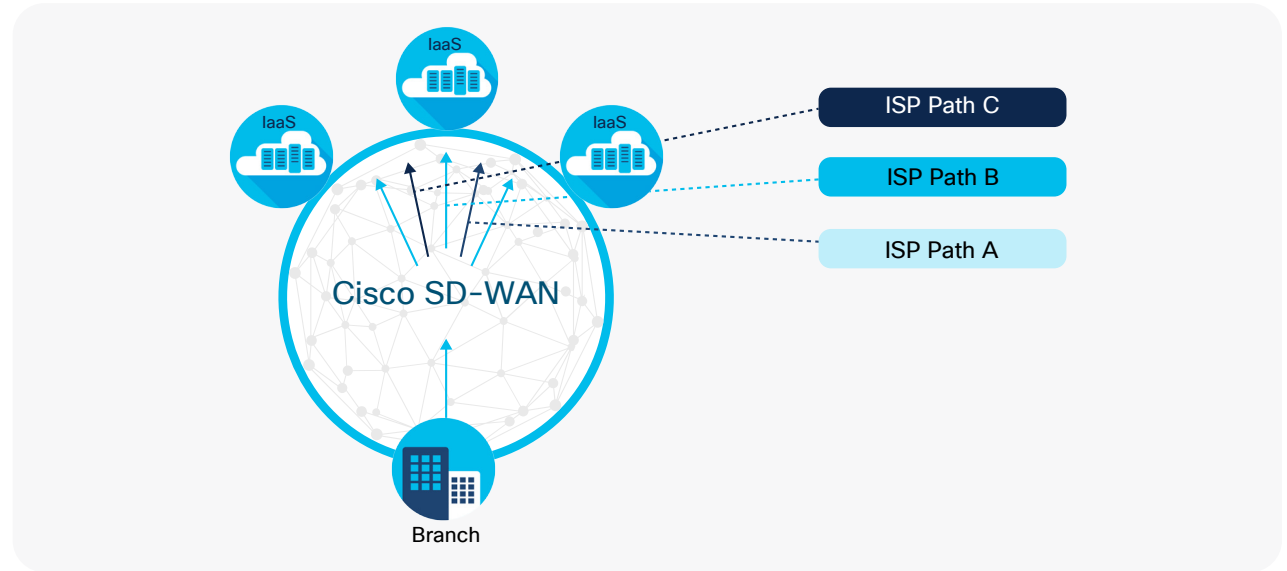 IaaS
IaaS
IaaS
ISP Path C
ISP Path B
ISP Path A
Cisco SD-WAN
Branch